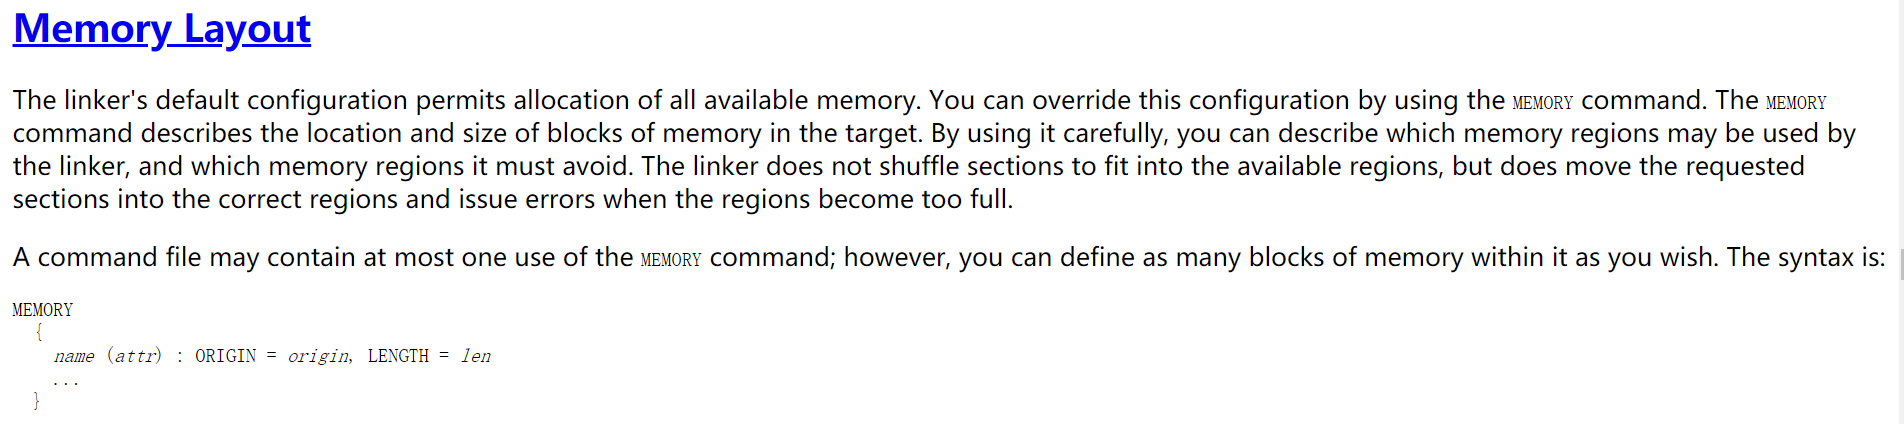 Memory Layout
The linker's default configuration permits allocation of all available memory. You can override this configuration by using the MEMORY command. The MEMORY
command describes the location and size of blocks of memory in the target. By using it carefully, you can describe which memory regions may be used by
the linker, and which memory regions it must avoid. The linker does not shuffle sections to fit into the available regions, but does move the requested
sections into the correct regions and issue errors when the regions become too full.
A command file may contain at most one use of the MEMORY command; however, you can define as many blocks of memory within it as you wish. The syntax is:
MEMORY
{
name (attr) : ORIGIN = origin, LENGTH = len
...
}